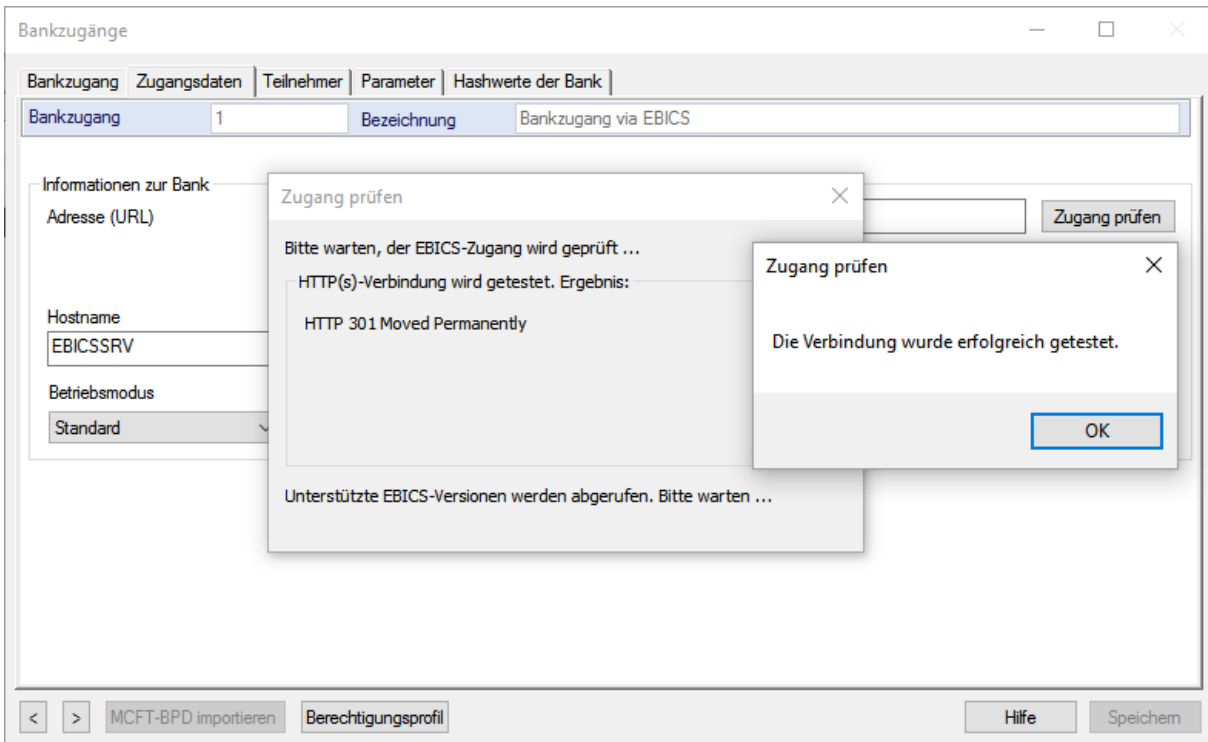 Bankzugänge
Bankzugang Zugangsdaten Teilnehmer Parameter Hashwerte der Bank
Bankzugang 1 Bezeichnung Bankzugang via EBICS
Informationen zur Bank
Adresse (URL)
Zugang prüfen
Hostname
EBICSSRV
Betriebsmodus
Standard
Zugang prüfen
Bitte warten, der EBICS-Zugang wird geprüft ...
HTTP(s)-Verbindung wird getestet. Ergebnis:
HTTP 301 Moved Permanently
Unterstützte EBICS-Versionen werden abgerufen. Bitte warten ...
Zugang prüfen
Die Verbindung wurde erfolgreich getestet.
OK
< > MCFT-BPD importieren Berechtigungsprofil Hilfe Speichern